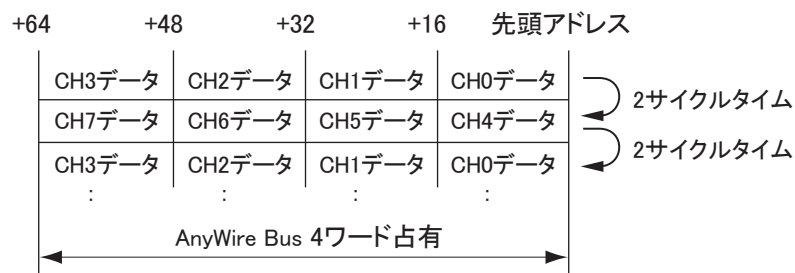 +64 +48 +32 +16 先頭アドレス
CH3データ CH2データ CH1データ CH0データ
2サイクルタイム
CH7データ CH6データ CH5データ CH4データ
2サイクルタイム
CH3データ CH2データ CH1データ CH0データ
: : : :
AnyWire Bus 4ワード占有